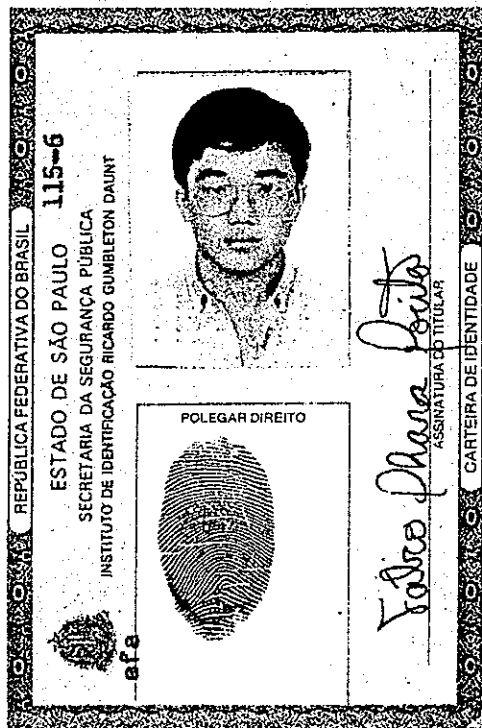 REPÚBLICA FEDERATIVA DO BRASIL
ESTADO DE SÃO PAULO 115-6
SECRETARIA DA SEGURANÇA PÚBLICA
INSTITUTO DE IDENTIFICAÇÃO RICARDO GUMBLETON DAUNT
POLEGAR DIREITO
ASSINATURA DO TITULAR
CARTEIRA DE IDENTIDADE